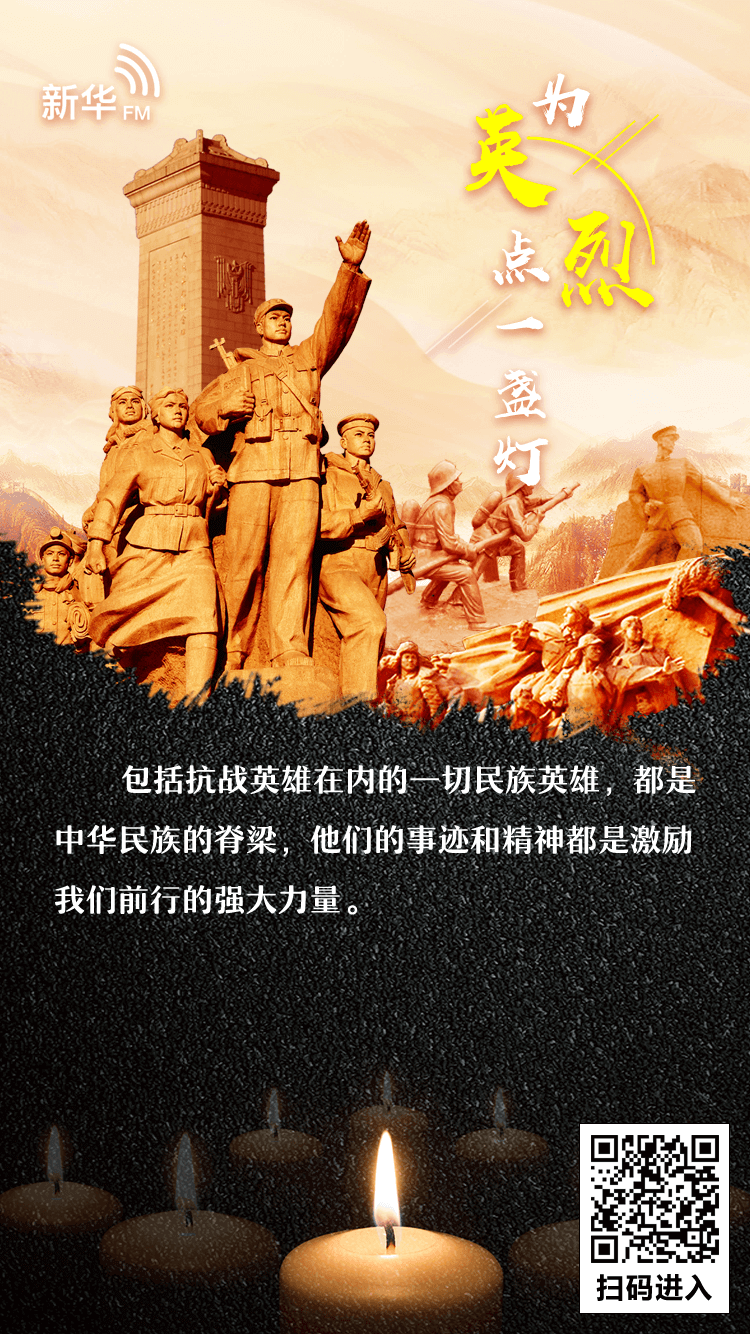 新华
FM
为
英烈
点一盏灯
包括抗战英雄在内的一切民族英雄，都是
中华民族的脊梁，他们的事迹和精神都是激励
我们前行的强大力量。
扫码进入